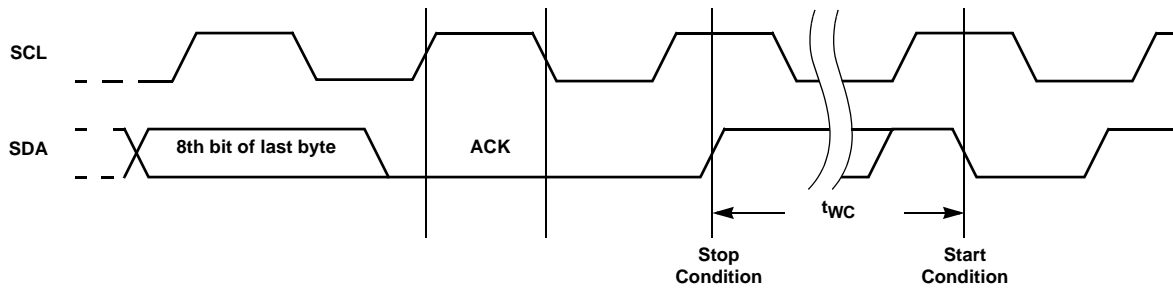 SCL
SDA
8th bit of last byte
ACK
tWC
Stop
Condition
Start
Condition